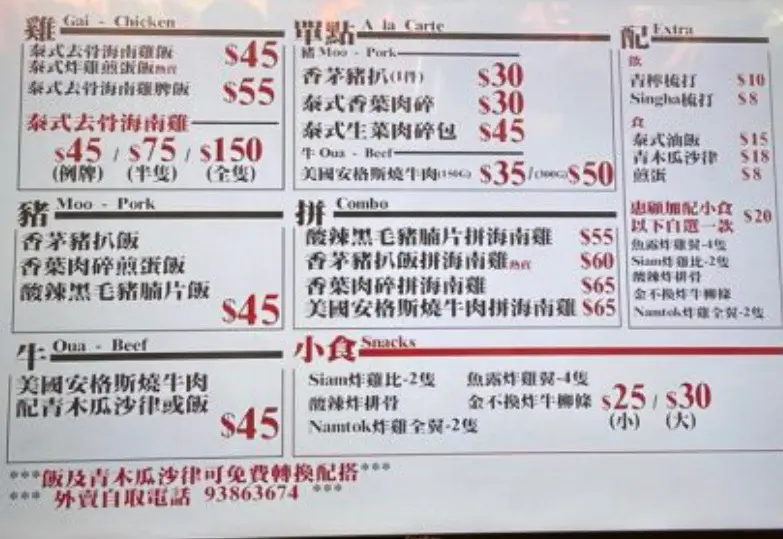 雞 Gai - Chicken
泰式去骨海南雞飯
泰式炸雞煎蛋飯熱賣
$45
泰式去骨海南雞髀飯 $55
泰式去骨海南雞
$45 / $75 / $150
(例牌) (半隻) (全隻)
豬 Moo - Pork
香茅豬扒飯
香葉肉碎煎蛋飯
酸辣黑毛豬腩片飯
$45
牛 Oua - Beef
美國安格斯燒牛肉
配青木瓜沙律或飯
$45
單點 A la Carte
豬 Moo - Pork
香茅豬扒(1件) $30
泰式香葉肉碎 $30
泰式生菜肉碎包 $45
牛 Oua - Beef
美國安格斯燒牛肉(150G) $35/(300G)$50
拼 Combo
酸辣黑毛豬腩片拼海南雞 $55
香茅豬扒飯拼海南雞熱賣 $60
香葉肉碎拼海南雞 $65
美國安格斯燒牛肉拼海南雞 $65
配 Extra
飲
青檸梳打 $10
Singha梳打 $8
食
泰式油飯 $15
青木瓜沙律 $18
煎蛋 $8
惠顧加配小食
以下自選一款
$20
魚露炸雞翼-4隻
Siam炸雞比-2隻
酸辣炸排骨
金不換炸牛柳條
Namtok炸雞全翼-2隻
小食 Snacks
Siam炸雞比-2隻 魚露炸雞翼-4隻
酸辣炸排骨 金不換炸牛柳條 $25 / $30
(小) (大)
Namtok炸雞全翼-2隻
***飯及青木瓜沙律可免費轉換配搭***
*** 外賣自取電話 93863674 ***